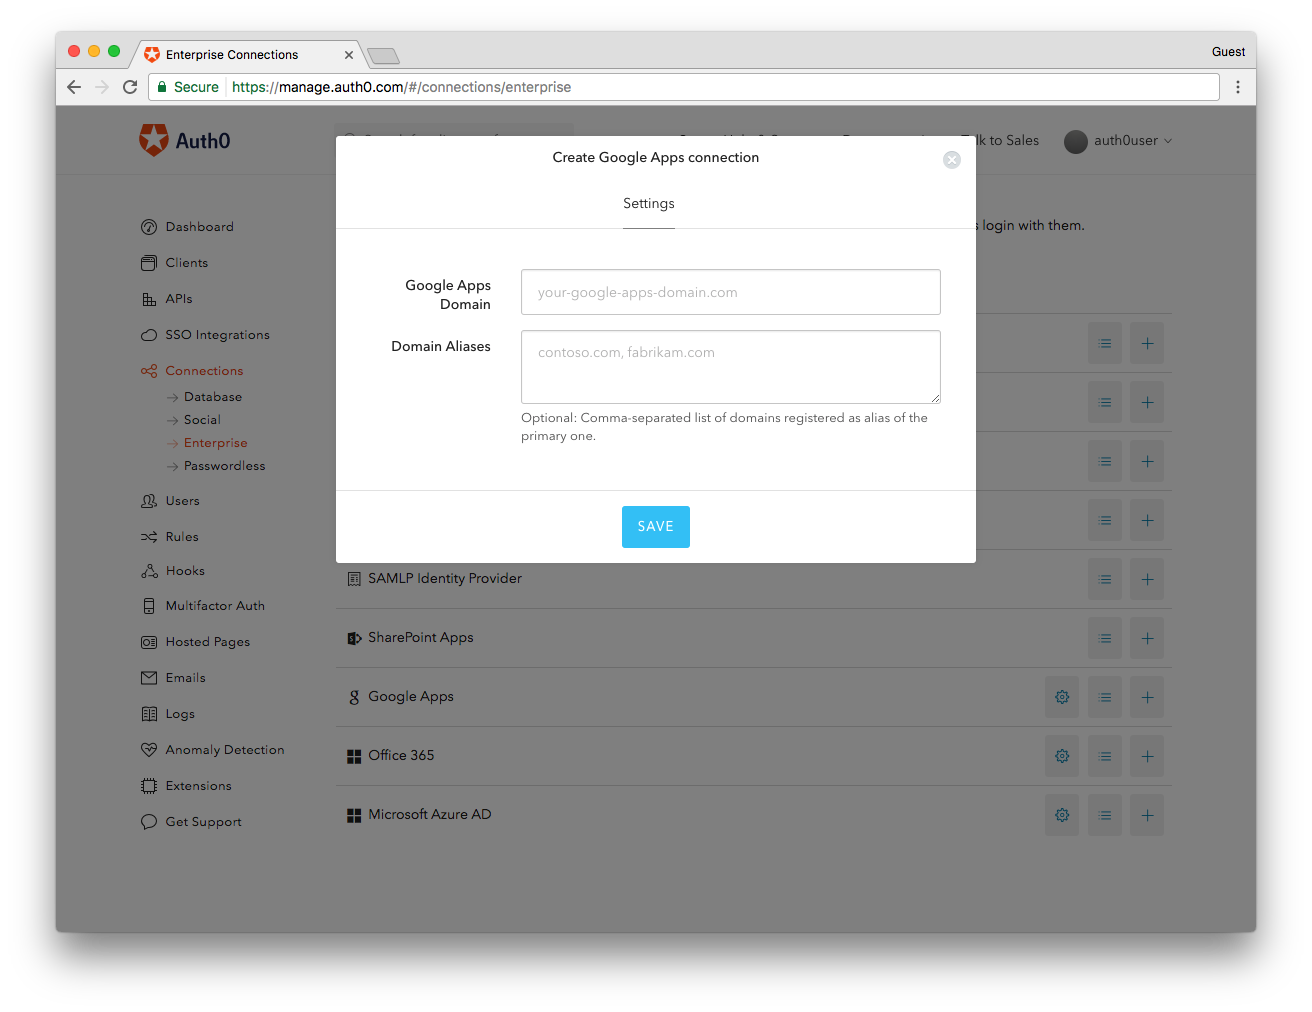 Enterprise Connections
Guest
Secure
https://manage.auth0.com/#/connections/enterprise
Auth0
to Sales
auth0user
Create Google Apps connection
Settings
login with them.
Dashboard
Clients
APIs
SSO Integrations
Connections
Database
Social
Enterprise
Passwordless
Users
Rules
Hooks
Multifactor Auth
Hosted Pages
Emails
Logs
Anomaly Detection
Extensions
Get Support
Google Apps
Domain
your-google-apps-domain.com
Domain Aliases
contoso.com, fabrikam.com
Optional: Comma-separated list of domains registered as alias of the
primary one.
SAVE
SAMLP Identity Provider
SharePoint Apps
Google Apps
Office 365
Microsoft Azure AD